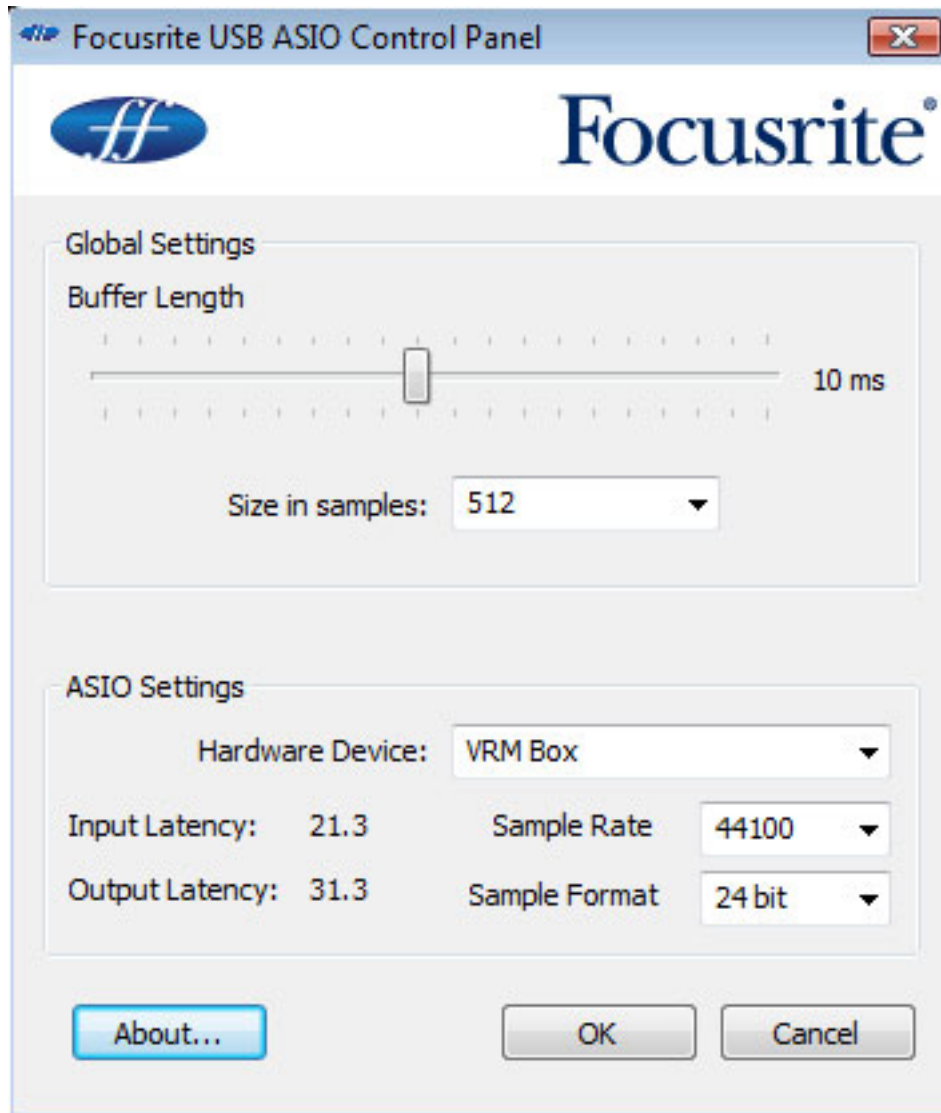 Focusrite USB ASIO Control Panel
ff Focusrite®
Global Settings
Buffer Length
10 ms
Size in samples: 512
ASIO Settings
Hardware Device: VRM Box
Input Latency: 21.3 Sample Rate 44100
Output Latency: 31.3 Sample Format 24 bit
About... OK Cancel